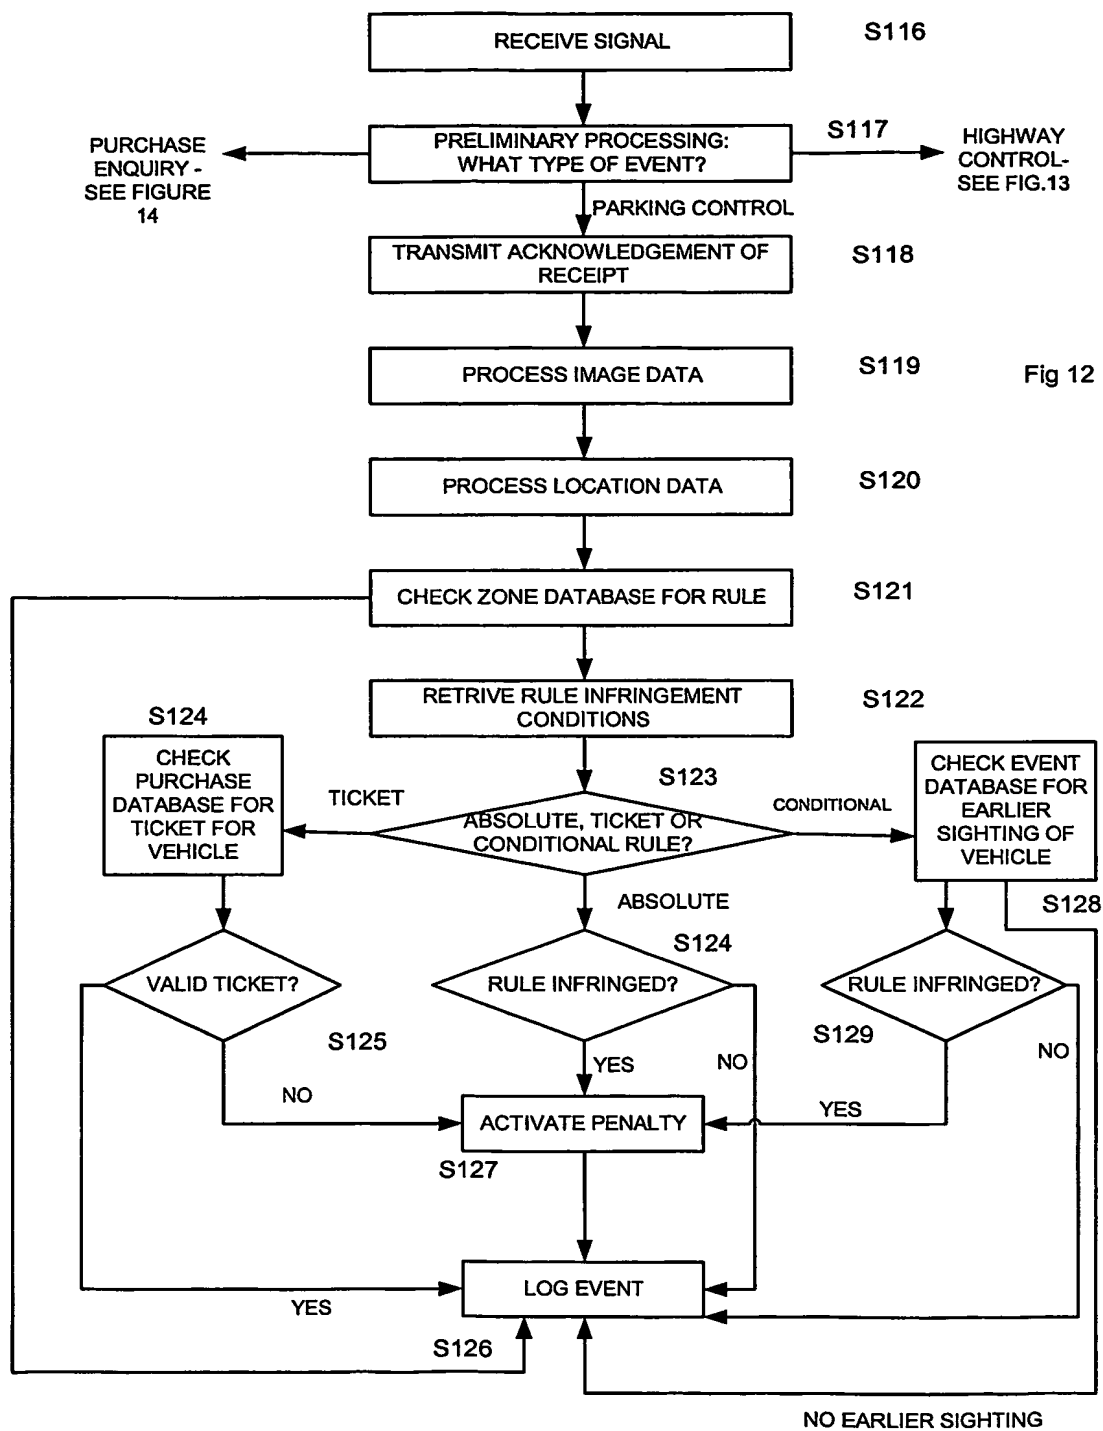 RECEIVE SIGNAL
S116
PURCHASE
ENQUIRY -
SEE FIGURE
14
PRELIMINARY PROCESSING:
WHAT TYPE OF EVENT?
S117
HIGHWAY
CONTROL-
SEE FIG.13
PARKING CONTROL
TRANSMIT ACKNOWLEDGEMENT OF
RECEIPT
S118
PROCESS IMAGE DATA
S119
Fig 12
PROCESS LOCATION DATA
S120
CHECK ZONE DATABASE FOR RULE
S121
RETRIVE RULE INFRINGEMENT
CONDITIONS
S122
S124
CHECK
PURCHASE
DATABASE FOR
TICKET FOR
VEHICLE
TICKET
S123
ABSOLUTE, TICKET OR
CONDITIONAL RULE?
CONDITIONAL
CHECK EVENT
DATABASE FOR
EARLIER
SIGHTING OF
VEHICLE
S128
ABSOLUTE
S124
VALID TICKET?
RULE INFRINGED?
RULE INFRINGED?
S125
S129
NO
YES
NO
YES
NO
ACTIVATE PENALTY
S127
LOG EVENT
YES
S126
NO EARLIER SIGHTING